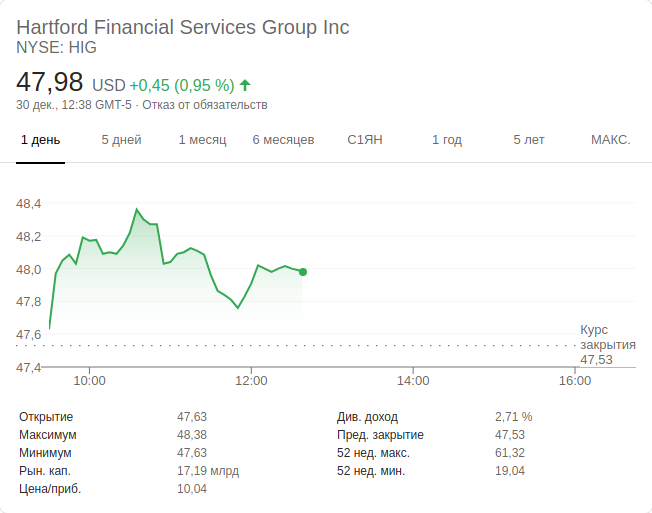 Hartford Financial Services Group Inc
NYSE: HIG
47,98 USD +0,45 (0,95 %)
30 дек., 12:38 GMT-5 · Отказ от обязательств
1 день 5 дней 1 месяц 6 месяцев С1ЯН 1 год 5 лет МАКС.
48,4
48,2
48,0
47,8
47,6
47,4
Курс
закрытия
47,53
10:00 12:00 14:00 16:00
Открытие 47,63 Див. доход 2,71 %
Максимум 48,38 Пред. закрытие 47,53
Минимум 47,63 52 нед. макс. 61,32
Рын. кап. 17,19 млрд 52 нед. мин. 19,04
Цена/приб. 10,04